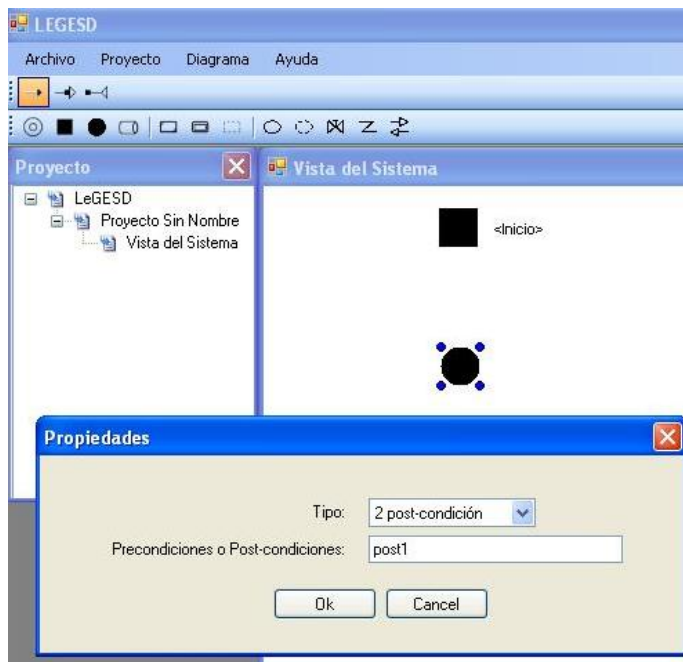 LEGESD
Archivo Proyecto Diagrama Ayuda
Proyecto
Vista del Sistema
LeGESD
Proyecto Sin Nombre
Vista del Sistema
<Inicio>
Propiedades
Tipo: 2 post-condición
Precondiciones o Post-condiciones: post1
Ok Cancel